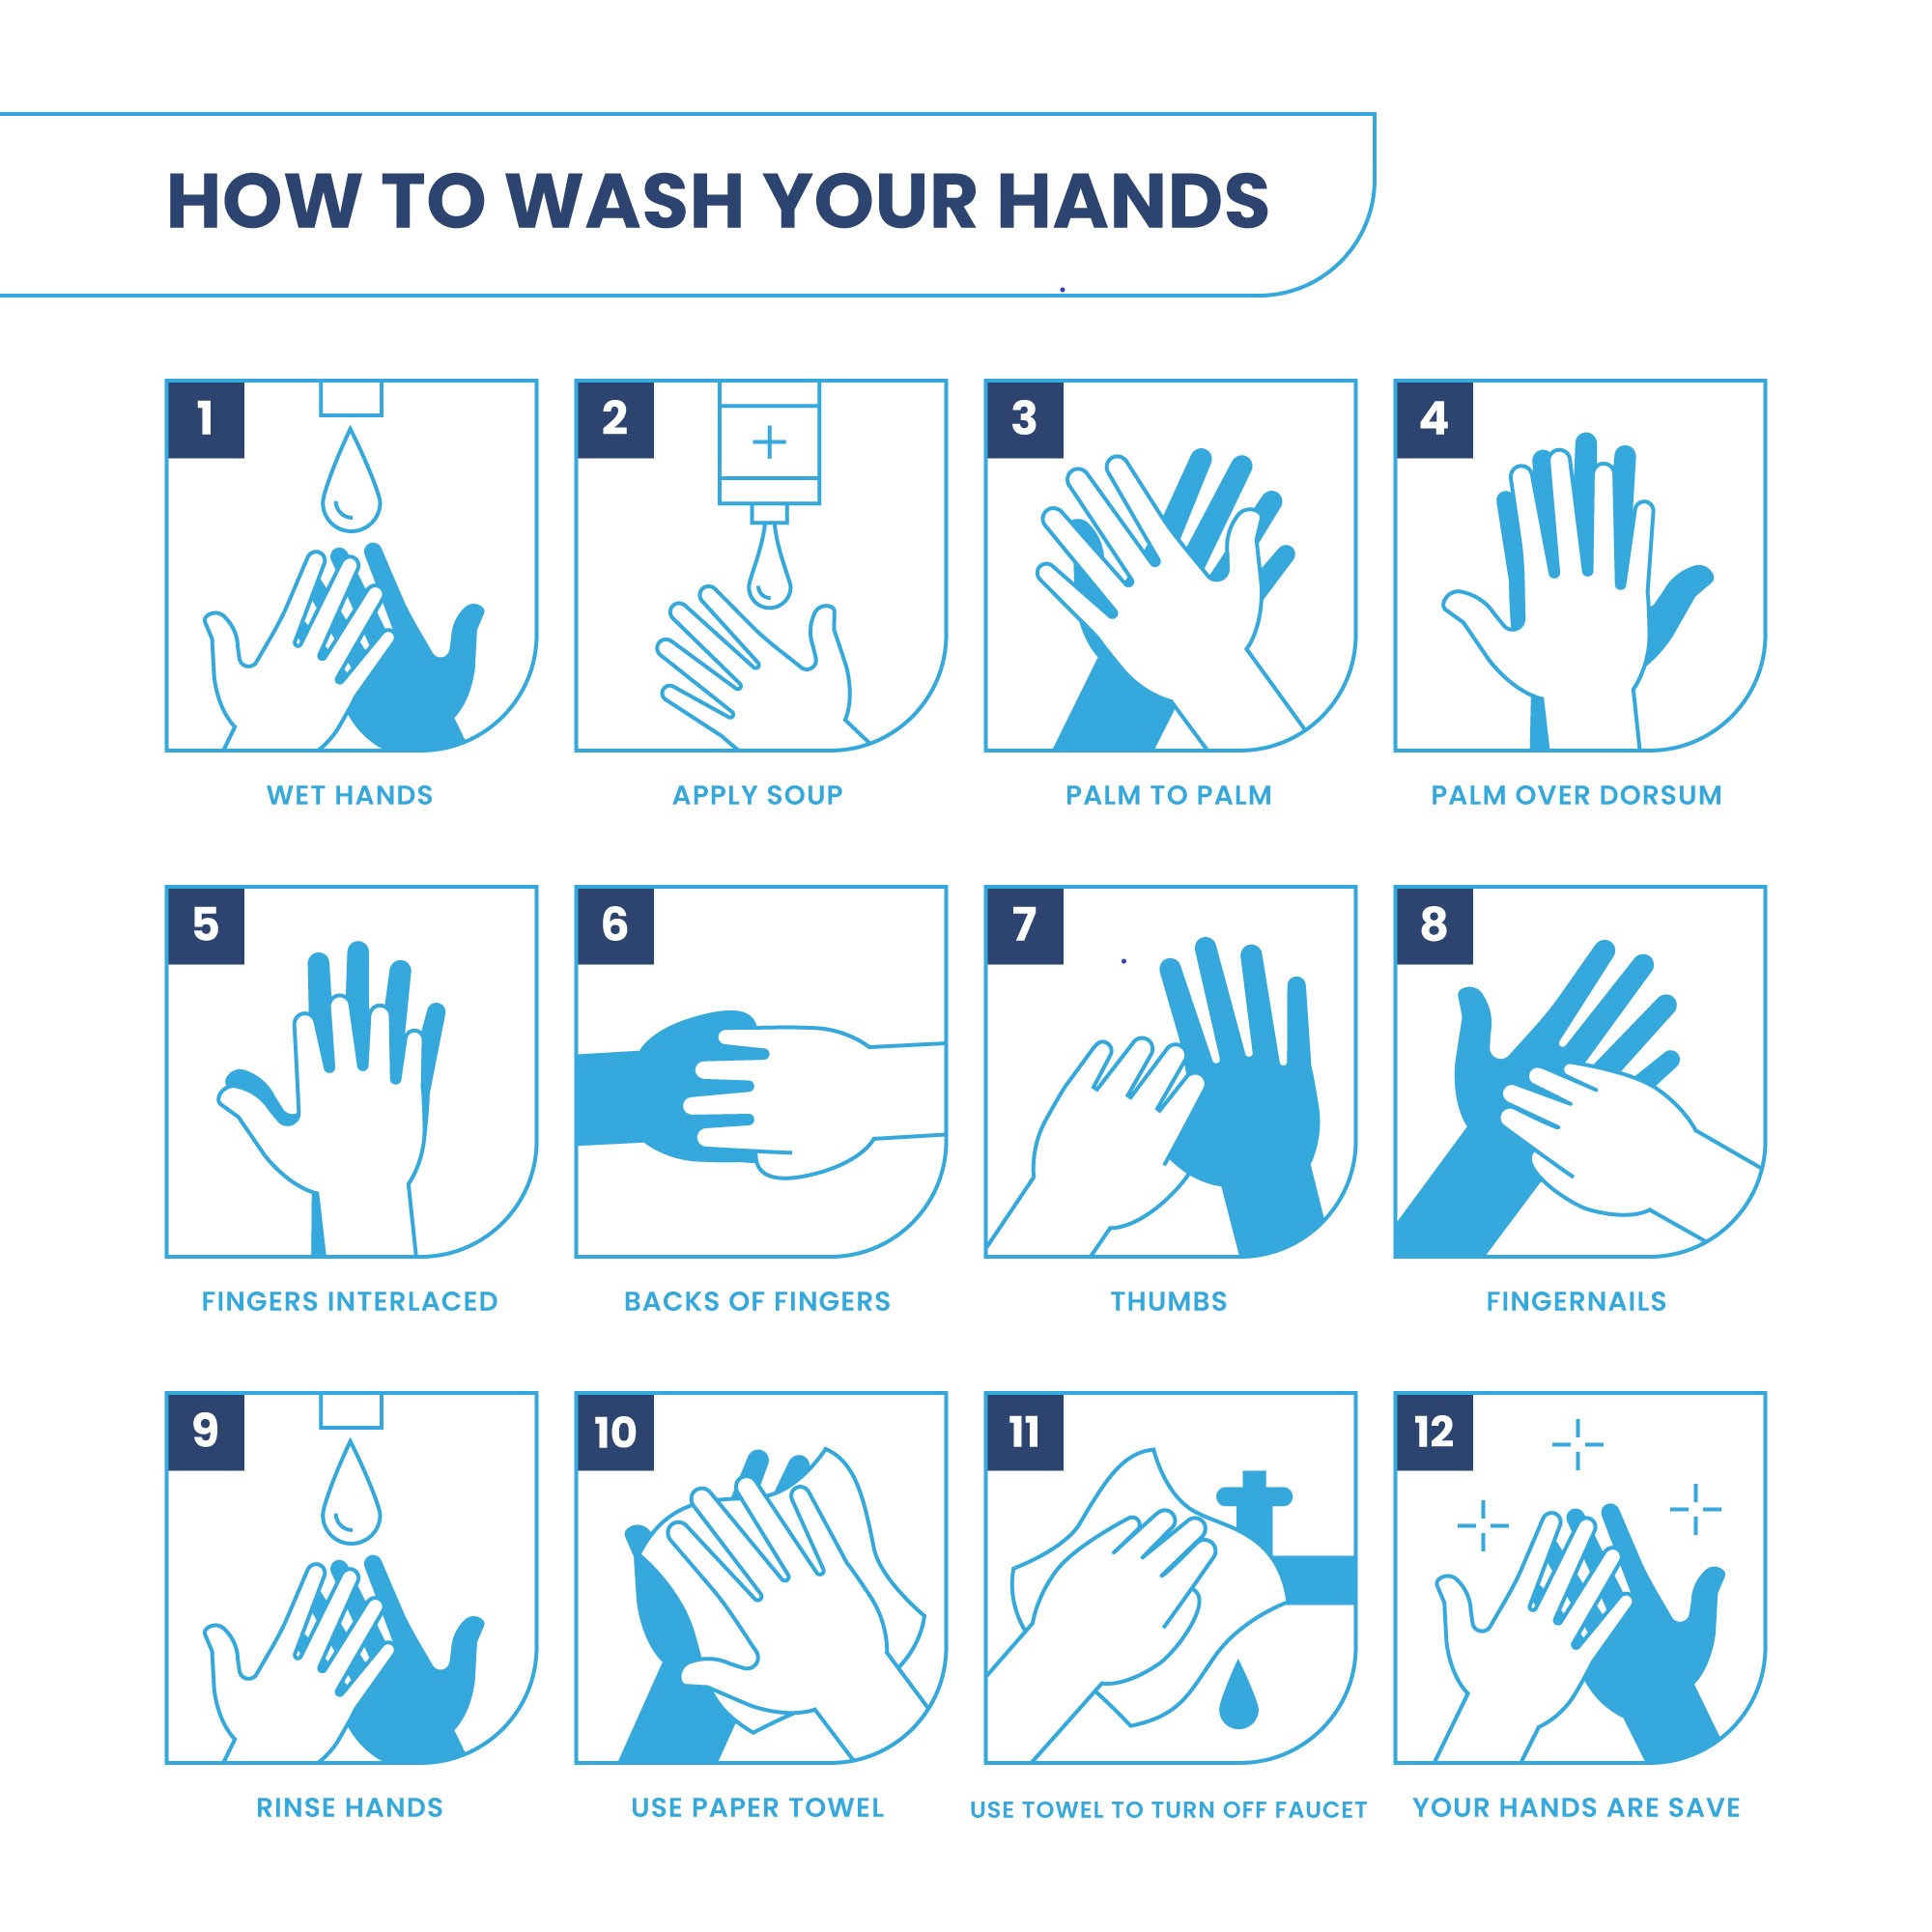 HOW TO WASH YOUR HANDS
1
2
3
4
WET HANDS
APPLY SOUP
PALM TO PALM
PALM OVER DORSUM
5
6
7
8
FINGERS INTERLACED
BACKS OF FINGERS
THUMBS
FINGERNAILS
9
10
11
12
RINSE HANDS
USE PAPER TOWEL
USE TOWEL TO TURN OFF FAUCET
YOUR HANDS ARE SAVE